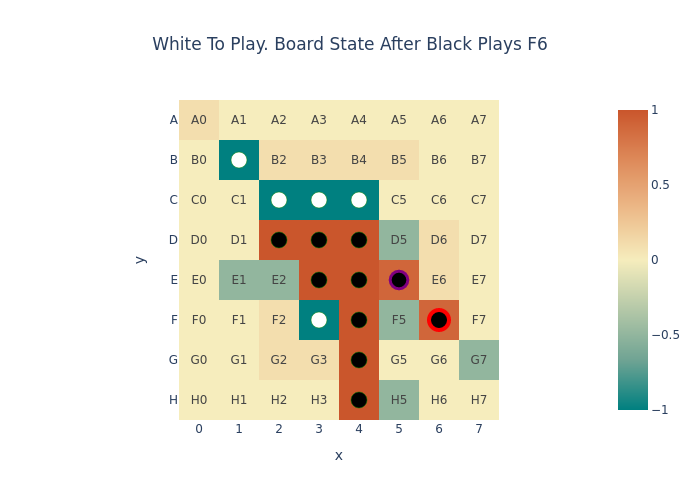 White To Play. Board State After Black Plays F6
A A0 A1 A2 A3 A4 A5 A6 A7 1
B B0 B2 B3 B4 B5 B6 B7
C C0 C1 C5 C6 C7 0.5
D D0 D1 D5 D6 D7
y 0
E E0 E1 E2 E6 E7
F F0 F1 F2 F5 F7 −0.5
G G0 G1 G2 G3 G5 G6 G7
H H0 H1 H2 H3 H5 H6 H7 −1
0 1 2 3 4 5 6 7
x